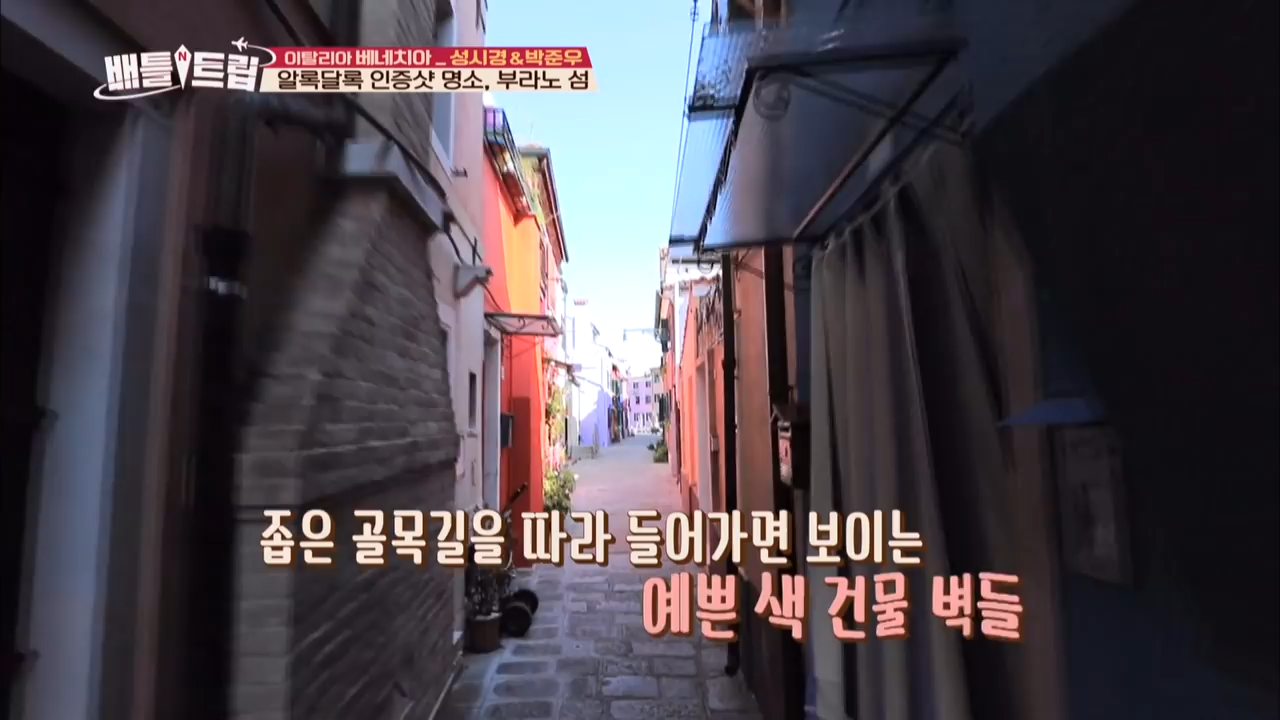 배틀트립
N
이탈리아 베네치아 _ 성시경&박준우
알록달록 인증샷 명소, 부라노 섬
좁은 골목길을 따라 들어가면 보이는
예쁜 색 건물 벽들